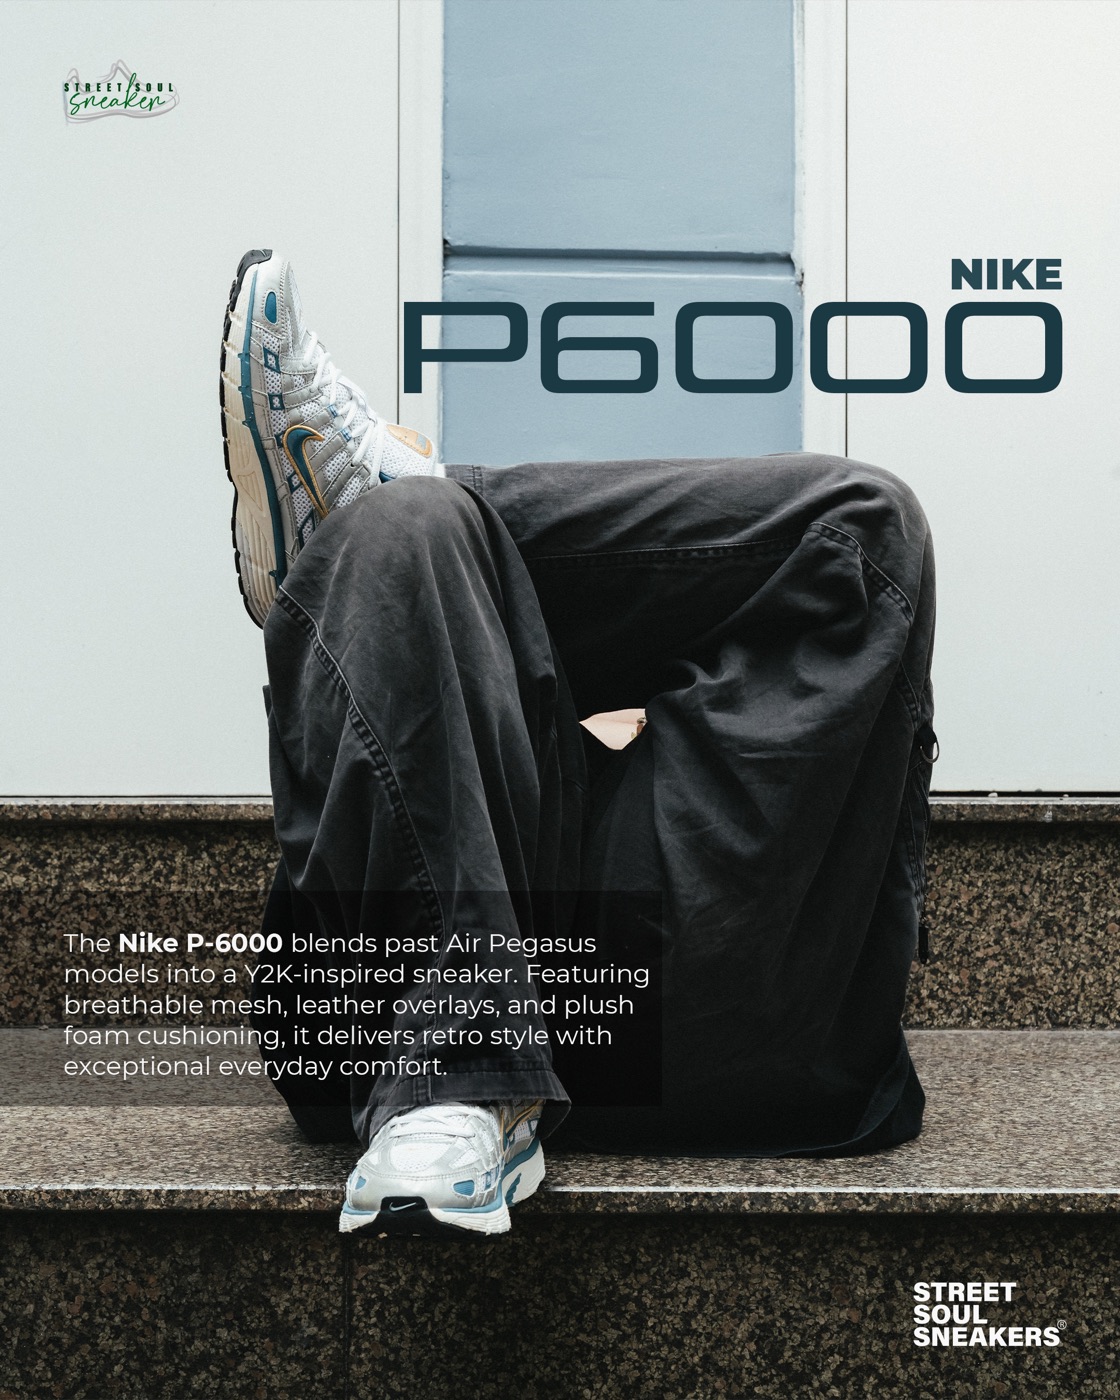 STREET SOUL
sneaker
NIKE
P6000
The Nike P-6000 blends past Air Pegasus
models into a Y2K-inspired sneaker. Featuring
breathable mesh, leather overlays, and plush
foam cushioning, it delivers retro style with
exceptional everyday comfort.
STREET
SOUL
SNEAKERS®